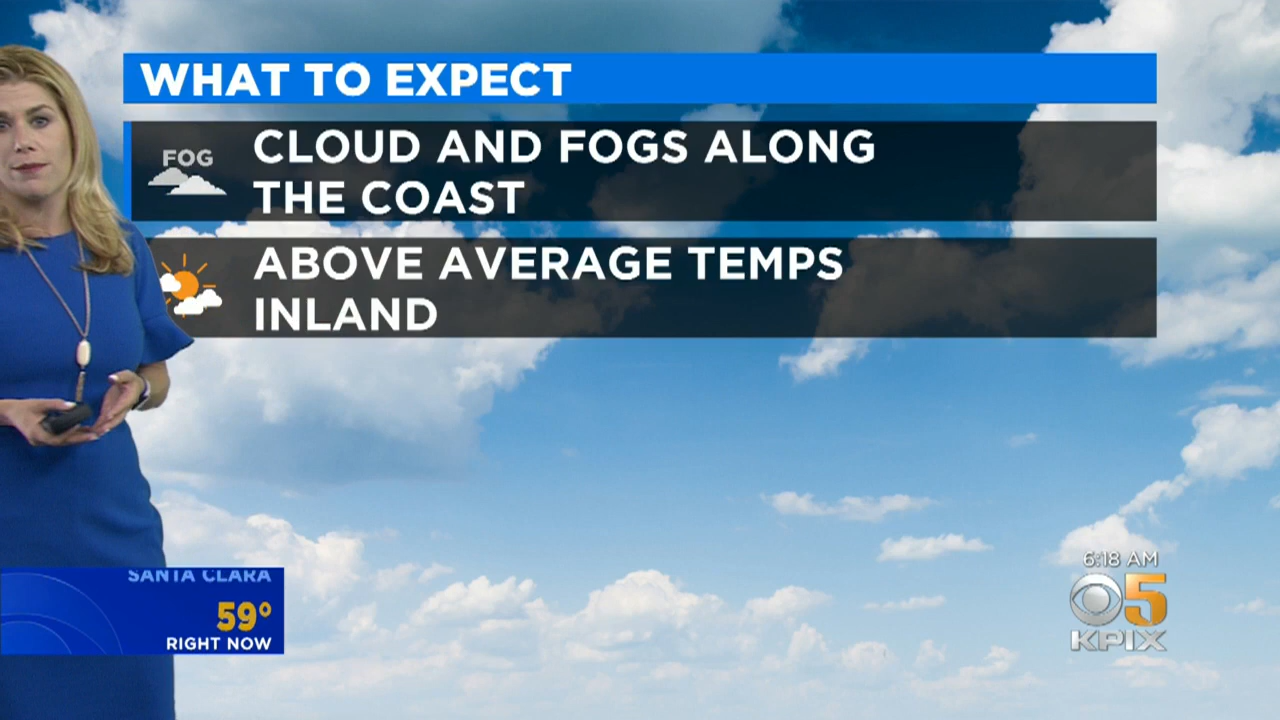 WHAT TO EXPECT
FOG
CLOUD AND FOGS ALONG
THE COAST
ABOVE AVERAGE TEMPS
INLAND
SANTA CLARA
59°
RIGHT NOW
6:18 AM
5
KPIX